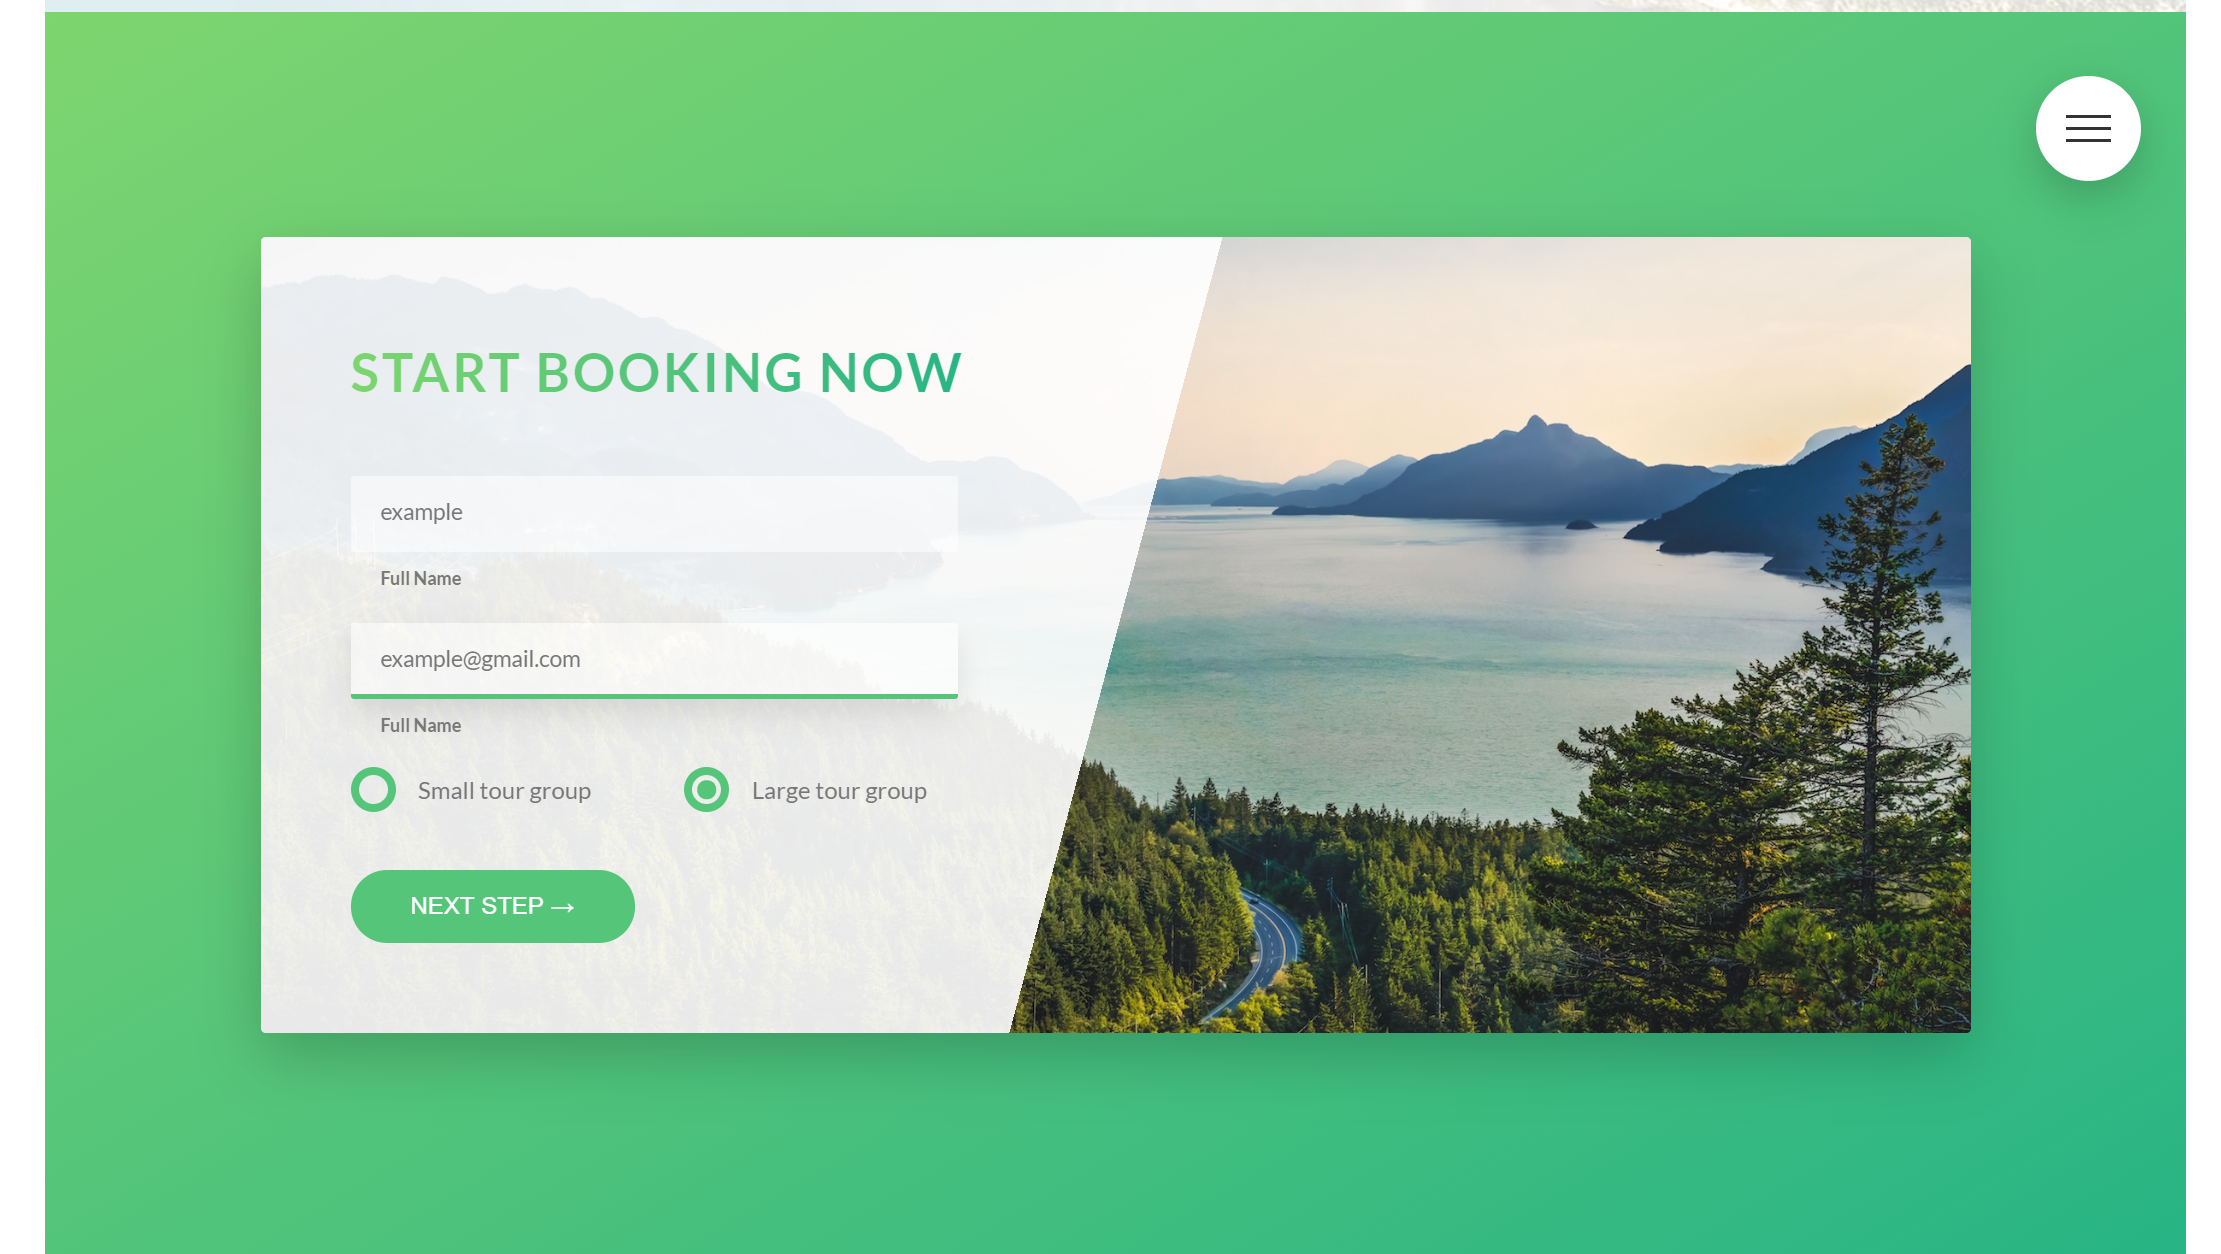 START BOOKING NOW
example
Full Name
example@gmail.com
Full Name
Small tour group Large tour group
NEXT STEP →